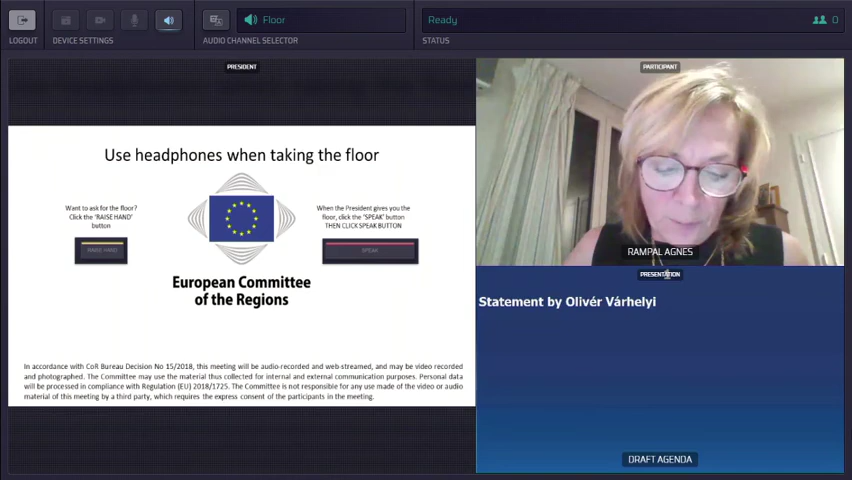 LOGOUT
DEVICE SETTINGS
Floor
AUDIO CHANNEL SELECTOR
Ready
0
STATUS
PRESIDENT
Use headphones when taking the floor
Want to ask for the floor?
Click the 'RAISE HAND'
button
RAISE HAND
When the President gives you the
floor, click the 'SPEAK' button
THEN CLICK SPEAK BUTTON
SPEAK
European Committee
of the Regions
In accordance with CoR Bureau Decision No 15/2018, this meeting will be audio-recorded and web-streamed, and may be video recorded
and photographed. The Committee may use the material thus collected for internal and external communication purposes. Personal data
will be processed in compliance with Regulation (EU) 2018/1725. The Committee is not responsible for any use made of the video or audio
material of this meeting by a third party, which requires the express consent of the participants in the meeting.
PARTICIPANT
RAMPAL AGNES
PRESENTATION
Statement by Olivér Várhelyi
DRAFT AGENDA